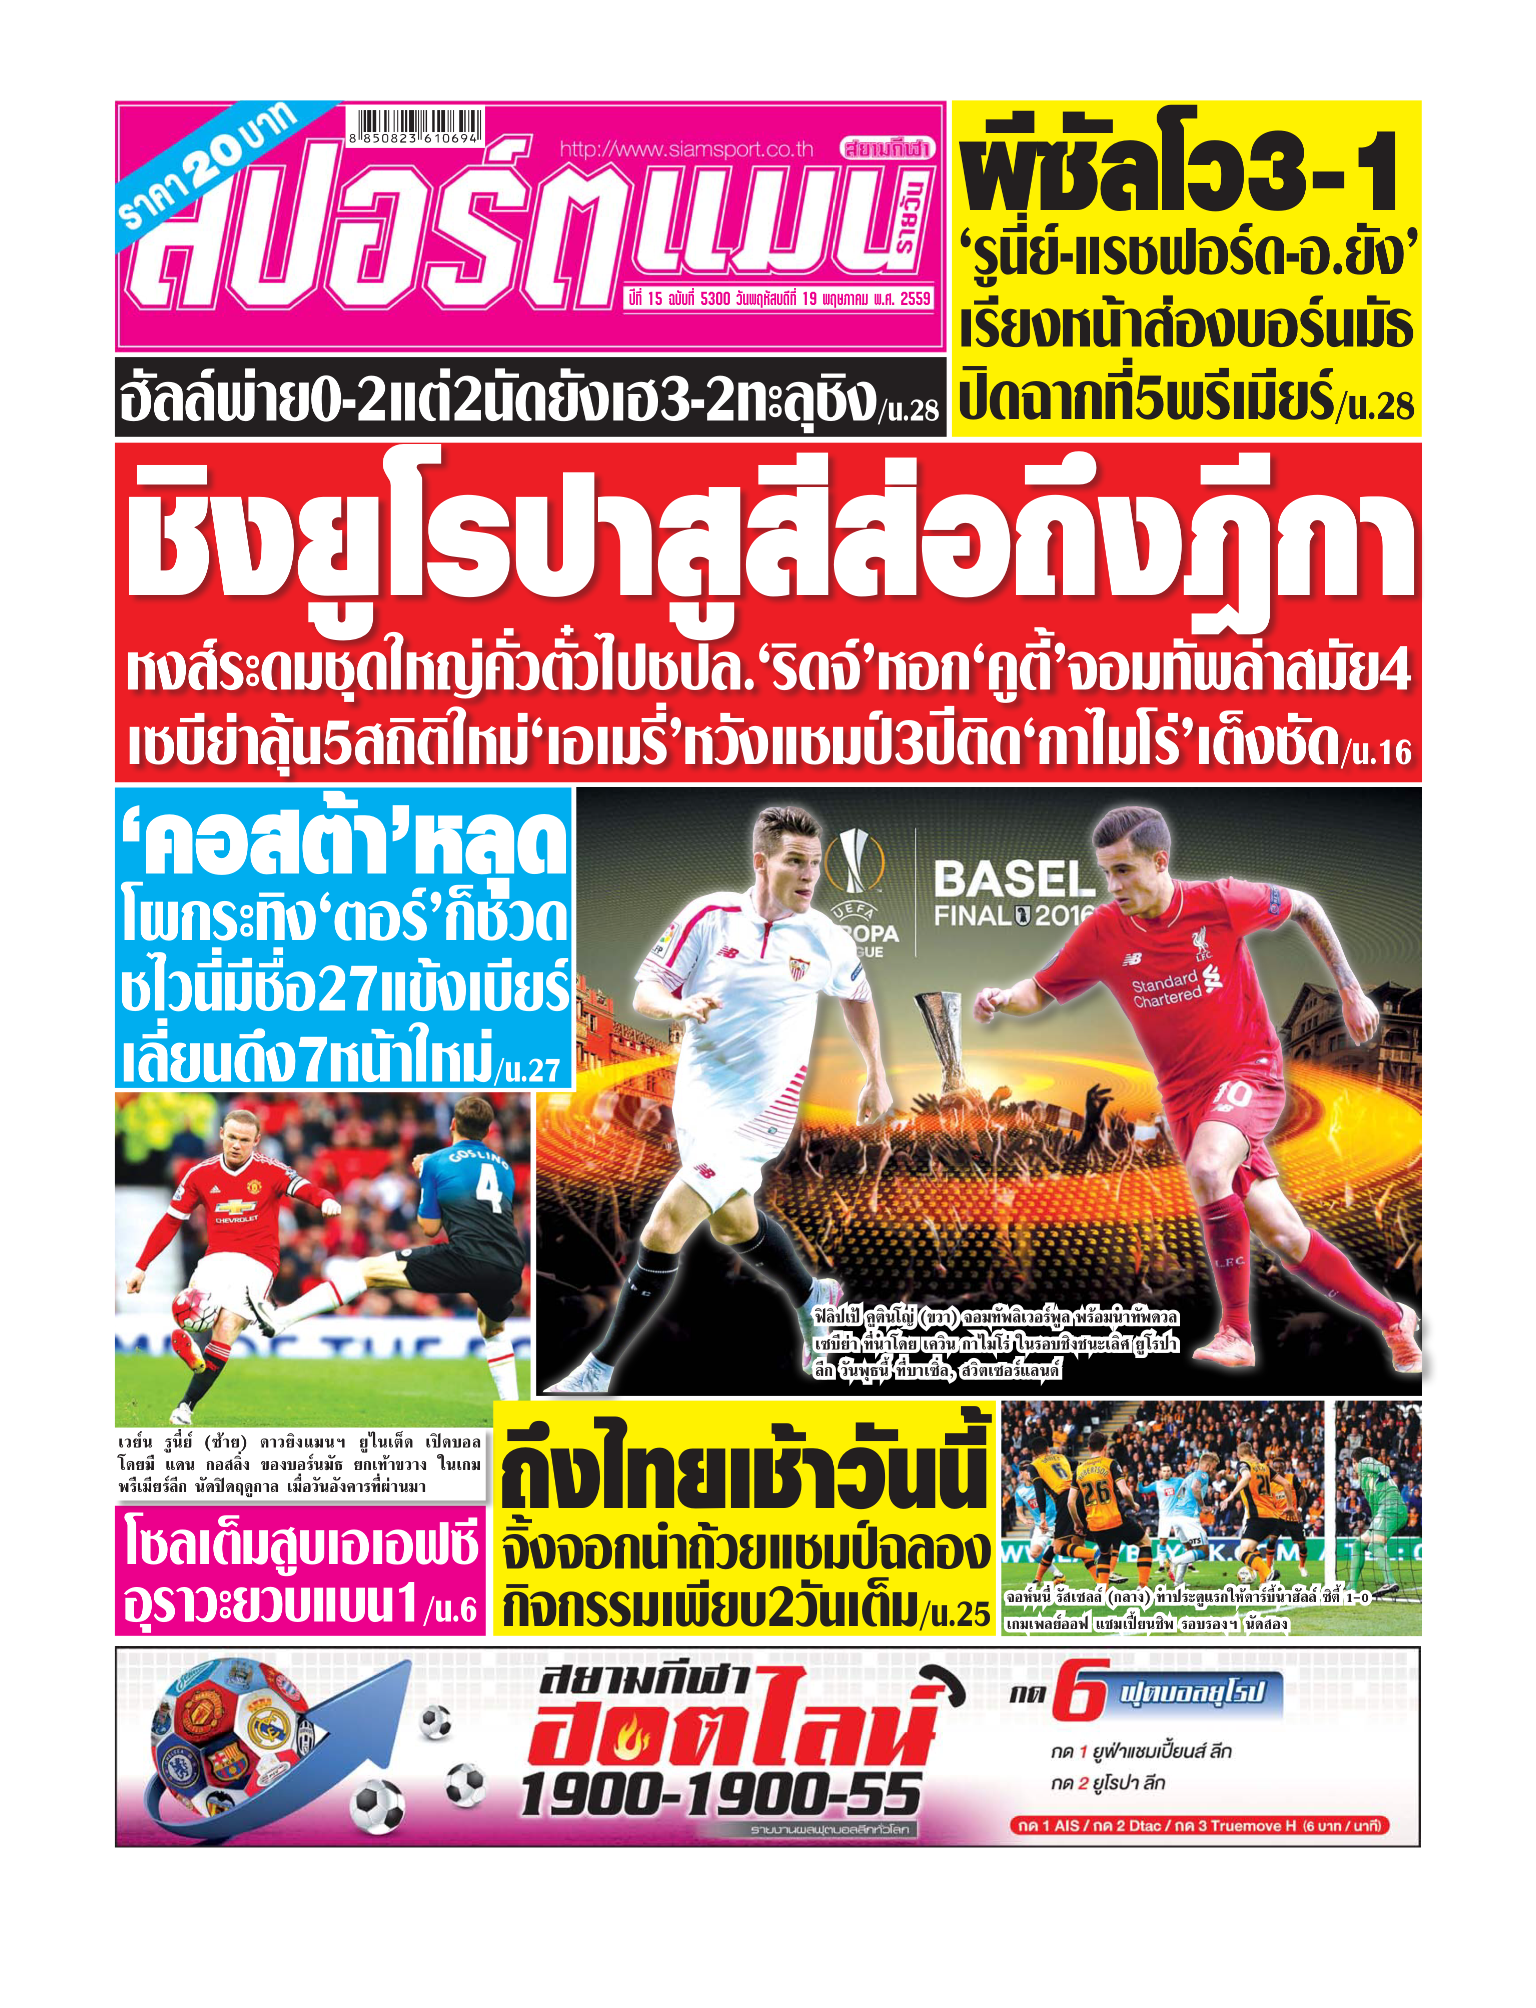 ราคา 20 บาท
8 850823 610694
http://www.siamsport.co.th
สยามกีฬา
สปอร์ตแมน
รายวัน
ปีที่ 15 ฉบับที่ 5300 วันพฤหัสบดีที่ 19 พฤษภาคม พ.ศ. 2559
ผีซัลโว3-1
‘รูนี่ย์-แรชฟอร์ด-อ.ยัง’
เรียงหน้าส่องบอร์นมัธ
ปิดฉากที่5พรีเมียร์/น.28
ฮัลล์พ่าย0-2แต่2นัดยังเฮ3-2ทะลุชิง/น.28
ชิงยูโรปาสูสีส่อถึงฎีกา
หงส์ระดมชุดใหญ่คั่วตั๋วไปชปล.‘ริดจ์’หอก‘คูตี้’จอมทัพล่าสมัย4
เซบีย่าลุ้น5สถิติใหม่‘เอเมรี่’หวังแชมป์3ปีติด‘กาไมโร่’เต็งซัด/น.16
‘คอสต้า’หลุด
โผกระทิง‘ตอร์’ก็ชวด
ชไวนี่มีชื่อ27แข้งเบียร์
เลี่ยนดึง7หน้าใหม่/น.27
BASEL
FINAL 2016
UEFA
ROPA
GUE
NB
LFC
Standard
Chartered
10
NB
GOSLING
4
CHEVROLET
ฟิลิปเป้ คูตินโญ่ (ขวา) จอมทัพลิเวอร์พูล พร้อมนำทัพดวล
เซบีย่า ที่นำโดย เควิน กาไมโร่ ในรอบชิงชนะเลิศ ยูโรปา
ลีก วันพุธนี้ ที่บาเซิ่ล, สวิตเซอร์แลนด์
เวย์น รูนี่ย์ (ซ้าย) ดาวยิงแมนฯ ยูไนเต็ด เปิดบอล
โดยมี แดน กอสลิ่ง ของบอร์นมัธ ยกเท้าขวาง ในเกม
พรีเมียร์ลีก นัดปิดฤดูกาล เมื่อวันอังคารที่ผ่านมา
โซลเต็มสูบเอเอฟซี
อุราวะยวบแบน1/น.6
ถึงไทยเช้าวันนี้
จิ้งจอกนำถ้วยแชมป์ฉลอง
กิจกรรมเพียบ2วันเต็ม/น.25
6
26
21
จอห์นนี่ รัสเซลล์ (กลาง) ทำประตูแรกให้ดาร์บี้นำฮัลล์ ซิตี้ 1-0
เกมเพลย์ออฟ แชมเปี้ยนชิพ รอบรองฯ นัดสอง
สยามกีฬา
ฮอตไลน์
1900-1900-55
รายงานผลฟุตบอลลีกทั่วโลก
กด 6 ฟุตบอลยุโรป
กด 1 ยูฟ่าแชมเปี้ยนส์ ลีก
กด 2 ยูโรปา ลีก
กด 1 AIS / กด 2 Dtac / กด 3 Truemove H (6 บาท / นาที)